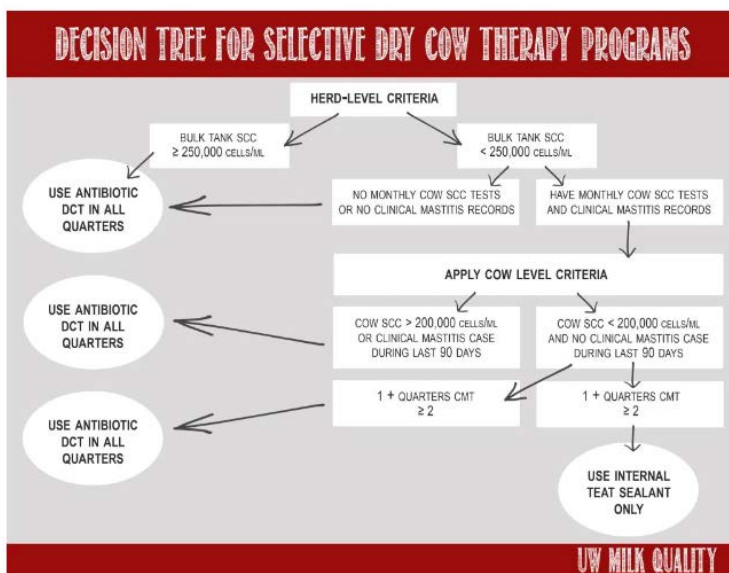 DECISION TREE FOR SELECTIVE DRY COW THERAPY PROGRAMS
HERD-LEVEL CRITERIA
BULK TANK SCC
≥ 250,000 CELLS/ML
BULK TANK SCC
< 250,000 CELLS/ML
USE ANTIBIOTIC
DCT IN ALL
QUARTERS
NO MONTHLY COW SCC TESTS
OR NO CLINICAL MASTITIS RECORDS
HAVE MONTHLY COW SCC TESTS
AND CLINICAL MASTITIS RECORDS
APPLY COW LEVEL CRITERIA
USE ANTIBIOTIC
DCT IN ALL
QUARTERS
COW SCC > 200,000 CELLS/ML
OR CLINICAL MASTITIS CASE
DURING LAST 90 DAYS
COW SCC < 200,000 CELLS/ML
AND NO CLINICAL MASTITIS CASE
DURING LAST 90 DAYS
USE ANTIBIOTIC
DCT IN ALL
QUARTERS
1 + QUARTERS CMT
≥ 2
1 + QUARTERS CMT
≥ 2
USE INTERNAL
TEAT SEALANT
ONLY
UW MILK QUALITY